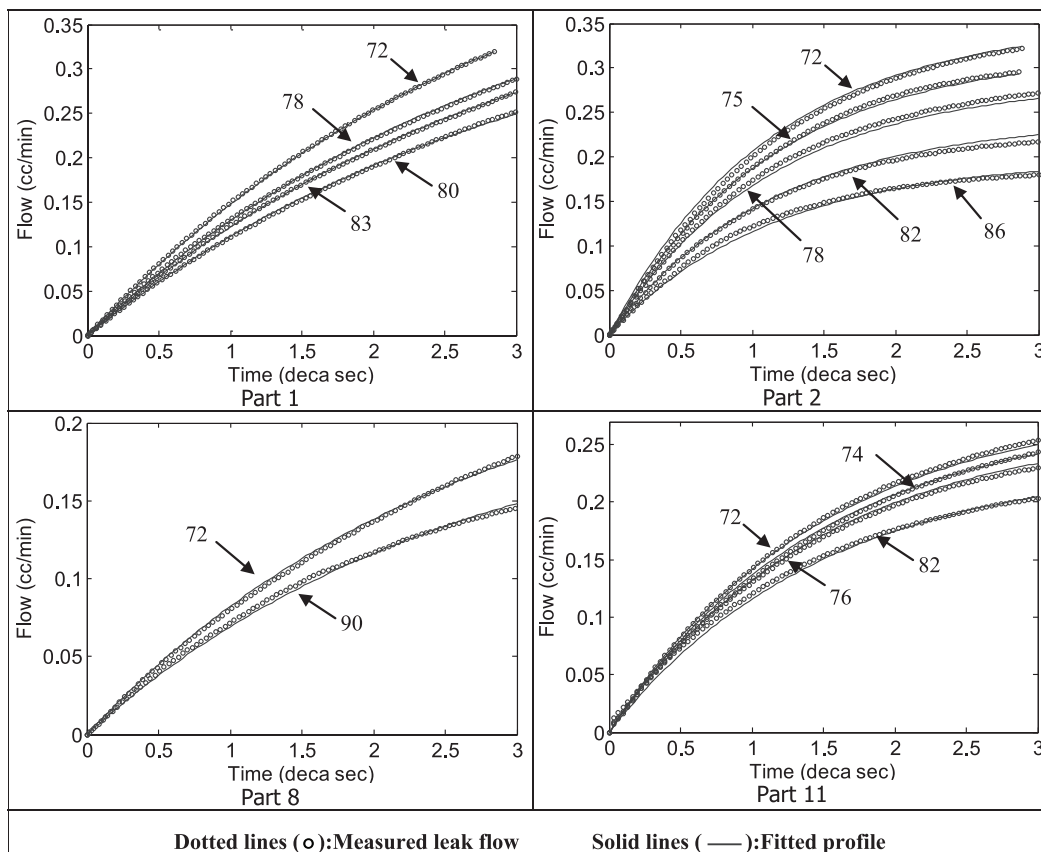 0.35
0.3
0.25
0.2
0.15
0.1
0.05
0
Flow (cc/min)
72
78
83
80
0 0.5 1 1.5 2 2.5 3
Time (deca sec)
Part 1
0.35
0.3
0.25
0.2
0.15
0.1
0.05
0
Flow (cc/min)
72
75
78
82
86
0 0.5 1 1.5 2 2.5 3
Time (deca sec)
Part 2
0.2
0.15
0.1
0.05
0
Flow (cc/min)
72
90
0 0.5 1 1.5 2 2.5 3
Time (deca sec)
Part 8
0.25
0.2
0.15
0.1
0.05
0
Flow (cc/min)
74
72
76
82
0 0.5 1 1.5 2 2.5 3
Time (deca sec)
Part 11
Dotted lines (o):Measured leak flow Solid lines ( — ):Fitted profile